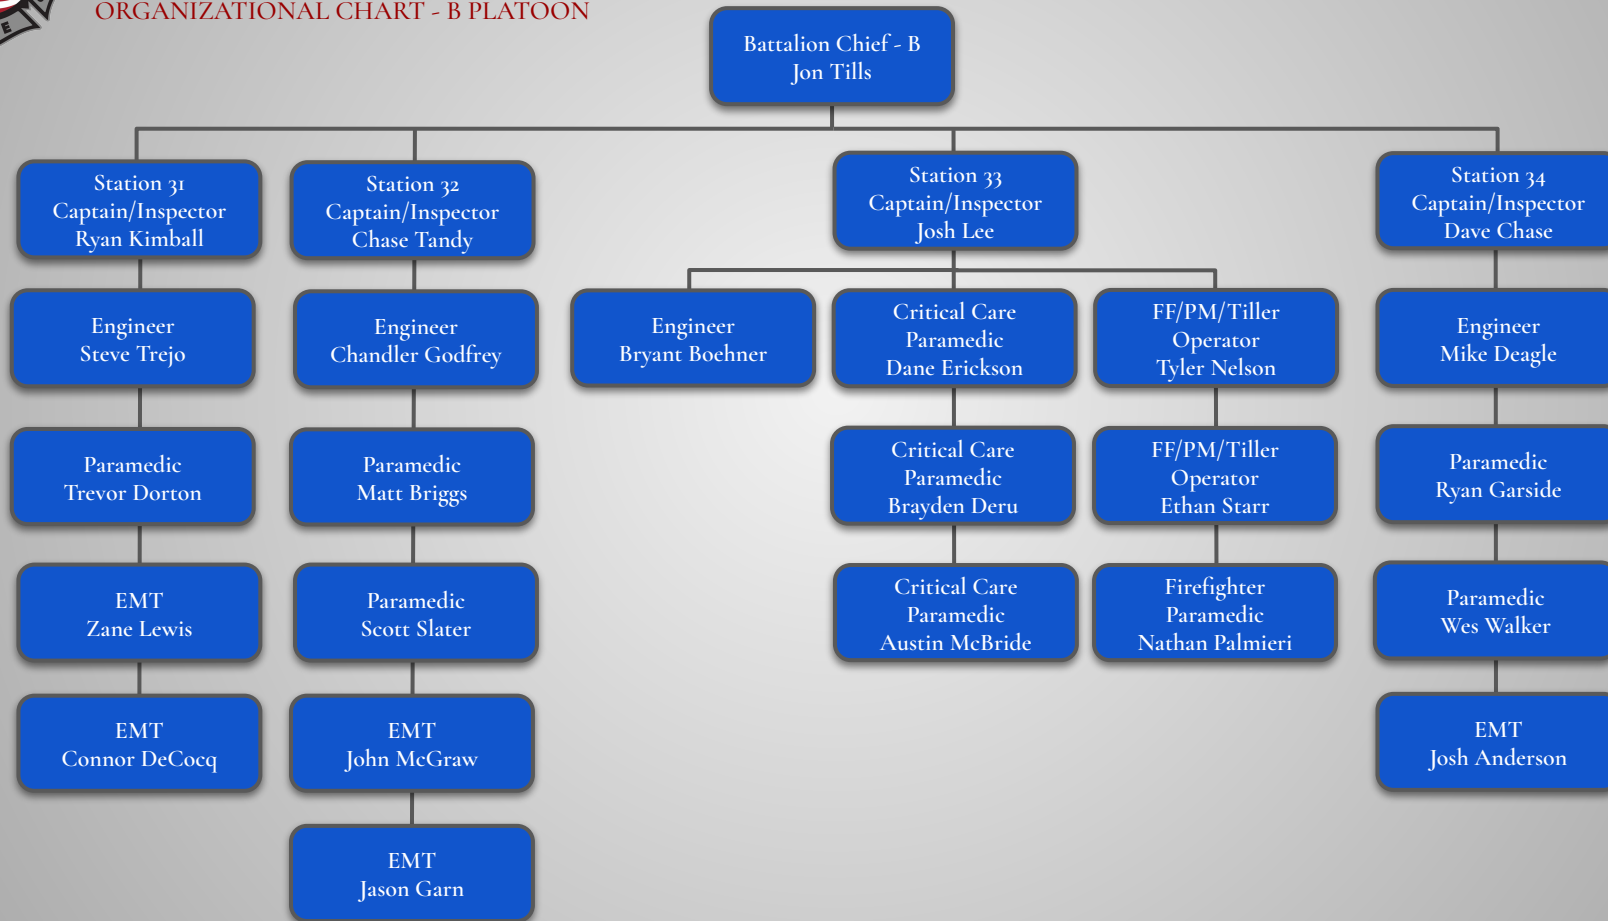 ORGANIZATIONAL CHART - B PLATOON
Battalion Chief - B
Jon Tills
Station 31
Captain/Inspector
Ryan Kimball
Engineer
Steve Trejo
Paramedic
Trevor Dorton
EMT
Zane Lewis
EMT
Connor DeCocq
Station 32
Captain/Inspector
Chase Tandy
Engineer
Chandler Godfrey
Paramedic
Matt Briggs
Paramedic
Scott Slater
EMT
John McGraw
EMT
Jason Garn
Station 33
Captain/Inspector
Josh Lee
Engineer
Bryant Boehner
Critical Care
Paramedic
Dane Erickson
Critical Care
Paramedic
Brayden Deru
Critical Care
Paramedic
Austin McBride
FF/PM/Tiller
Operator
Tyler Nelson
FF/PM/Tiller
Operator
Ethan Starr
Firefighter
Paramedic
Nathan Palmieri
Station 34
Captain/Inspector
Dave Chase
Engineer
Mike Deagle
Paramedic
Ryan Garside
Paramedic
Wes Walker
EMT
Josh Anderson